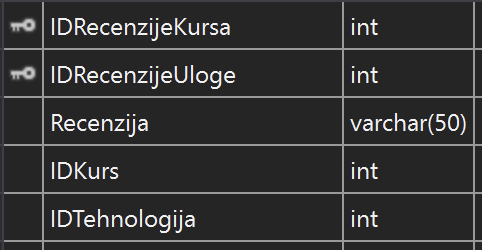 IDRecenzijeKursa int
IDRecenzijeUloge int
Recenzija varchar(50)
IDKurs int
IDTehnologija int